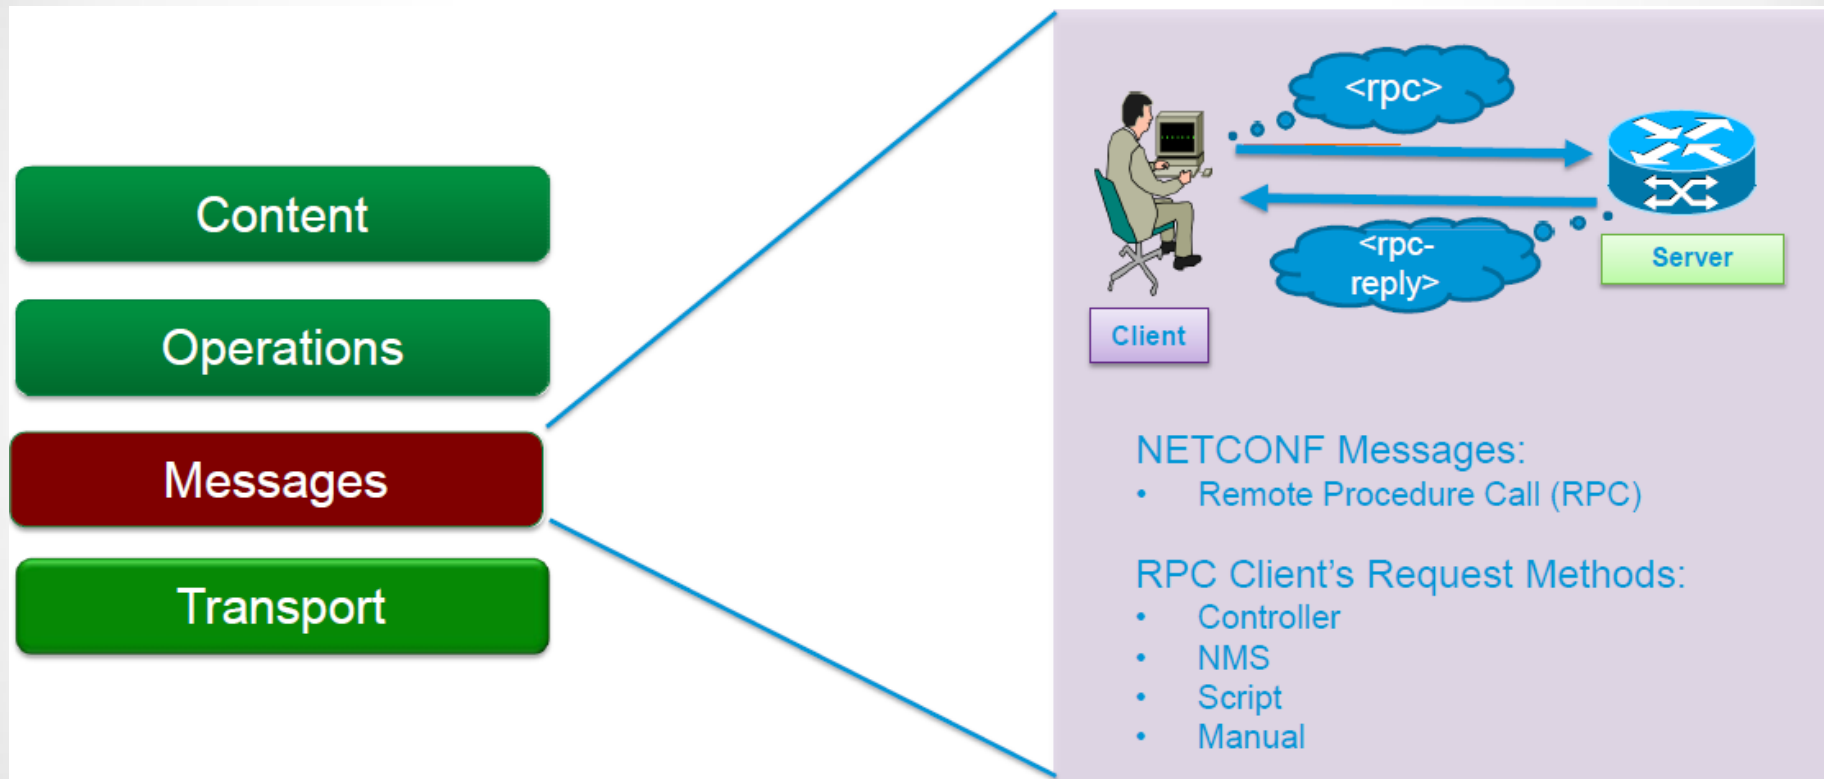 Content
Operations
Messages
Transport
<rpc>
<rpc-
reply>
Client
Server
NETCONF Messages:
• Remote Procedure Call (RPC)
RPC Client's Request Methods:
• Controller
• NMS
• Script
• Manual